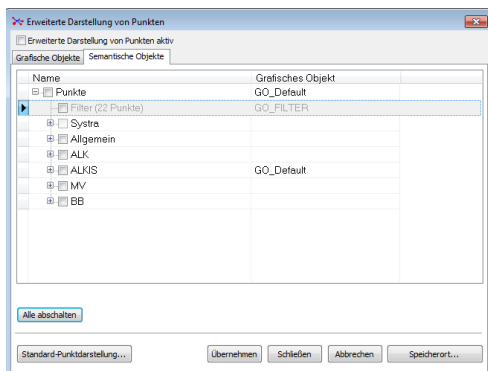 Erweiterte Darstellung von Punkten
Erweiterte Darstellung von Punkten aktiv
Grafische Objekte Semantische Objekte
Name Grafisches Objekt
Punkte GO_Default
Filter (22 Punkte) GO_FILTER
Systra
Allgemein
ALK
ALKIS GO_Default
MV
BB
Alle abschalten
Standard-Punktdarstellung... Übernehmen Schließen Abbrechen Speicherort...